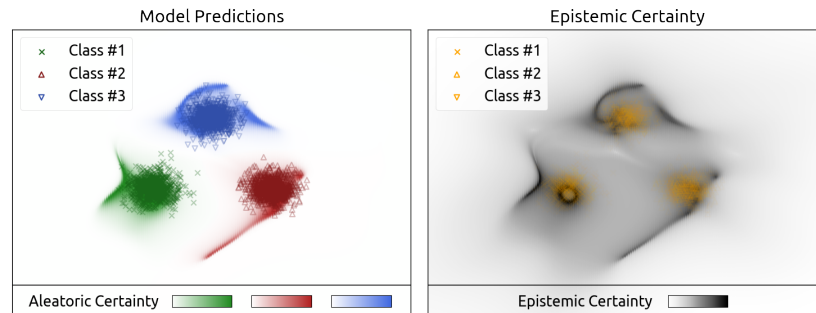 Model Predictions
Class #1
Class #2
Class #3
Aleatoric Certainty
Epistemic Certainty
Class #1
Class #2
Class #3
Epistemic Certainty